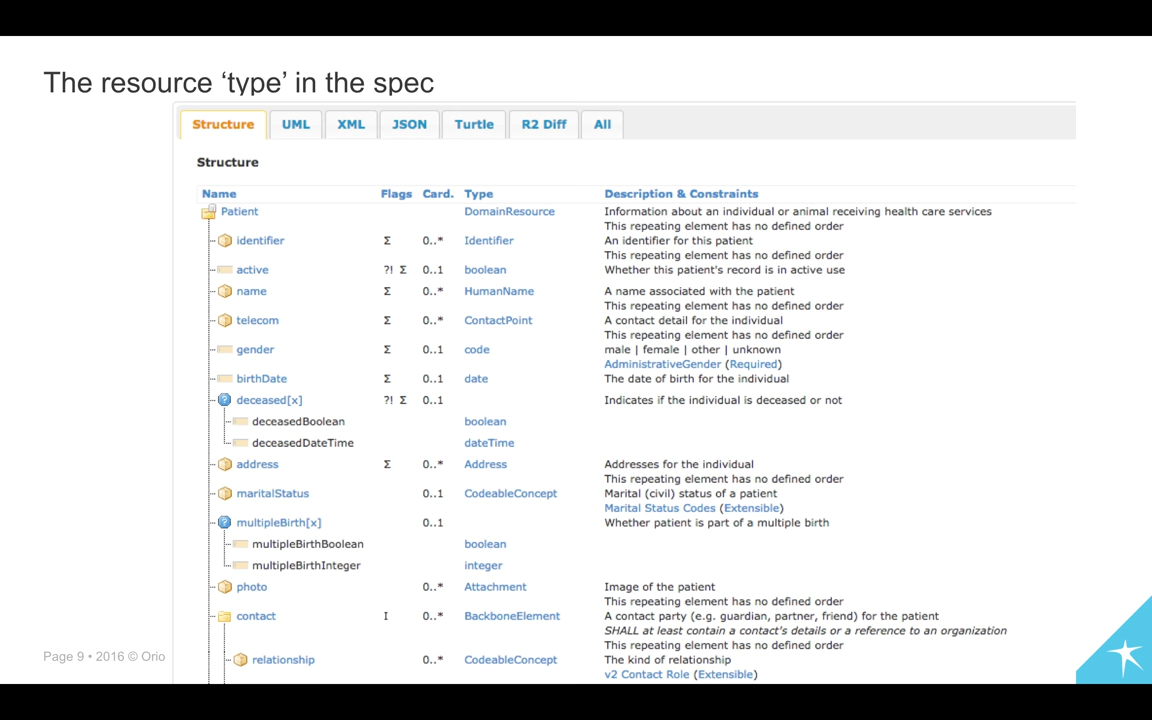 The resource ‘type’ in the spec
Structure UML XML JSON Turtle R2 Diff All
Structure
Name Flags Card. Type Description & Constraints
Patient DomainResource Information about an individual or animal receiving health care services
This repeating element has no defined order
identifier Σ 0..* Identifier An identifier for this patient
This repeating element has no defined order
active ?! Σ 0..1 boolean Whether this patient's record is in active use
name Σ 0..* HumanName A name associated with the patient
This repeating element has no defined order
telecom Σ 0..* ContactPoint A contact detail for the individual
This repeating element has no defined order
gender Σ 0..1 code male | female | other | unknown
AdministrativeGender (Required)
birthDate Σ 0..1 date The date of birth for the individual
deceased[x] ?! Σ 0..1 Indicates if the individual is deceased or not
deceasedBoolean boolean
deceasedDateTime dateTime
address Σ 0..* Address Addresses for the individual
This repeating element has no defined order
maritalStatus 0..1 CodeableConcept Marital (civil) status of a patient
Marital Status Codes (Extensible)
multipleBirth[x] 0..1 Whether patient is part of a multiple birth
multipleBirthBoolean boolean
multipleBirthInteger integer
photo 0..* Attachment Image of the patient
This repeating element has no defined order
contact I 0..* BackboneElement A contact party (e.g. guardian, partner, friend) for the patient
SHALL at least contain a contact's details or a reference to an organization
This repeating element has no defined order
relationship 0..* CodeableConcept The kind of relationship
v2 Contact Role (Extensible)
Page 9 • 2016 © Orio